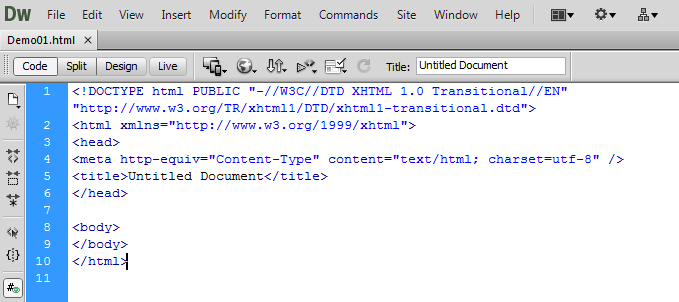 Dw File Edit View Insert Modify Format Commands Site Window Help
Demo01.html ×
Code Split Design Live Title: Untitled Document
1 <!DOCTYPE html PUBLIC "-//W3C//DTD XHTML 1.0 Transitional//EN"
"http://www.w3.org/TR/xhtml1/DTD/xhtml1-transitional.dtd">
2 <html xmlns="http://www.w3.org/1999/xhtml">
3 <head>
4 <meta http-equiv="Content-Type" content="text/html; charset=utf-8" />
5 <title>Untitled Document</title>
6 </head>
7
8 <body>
9 </body>
10 </html>
11